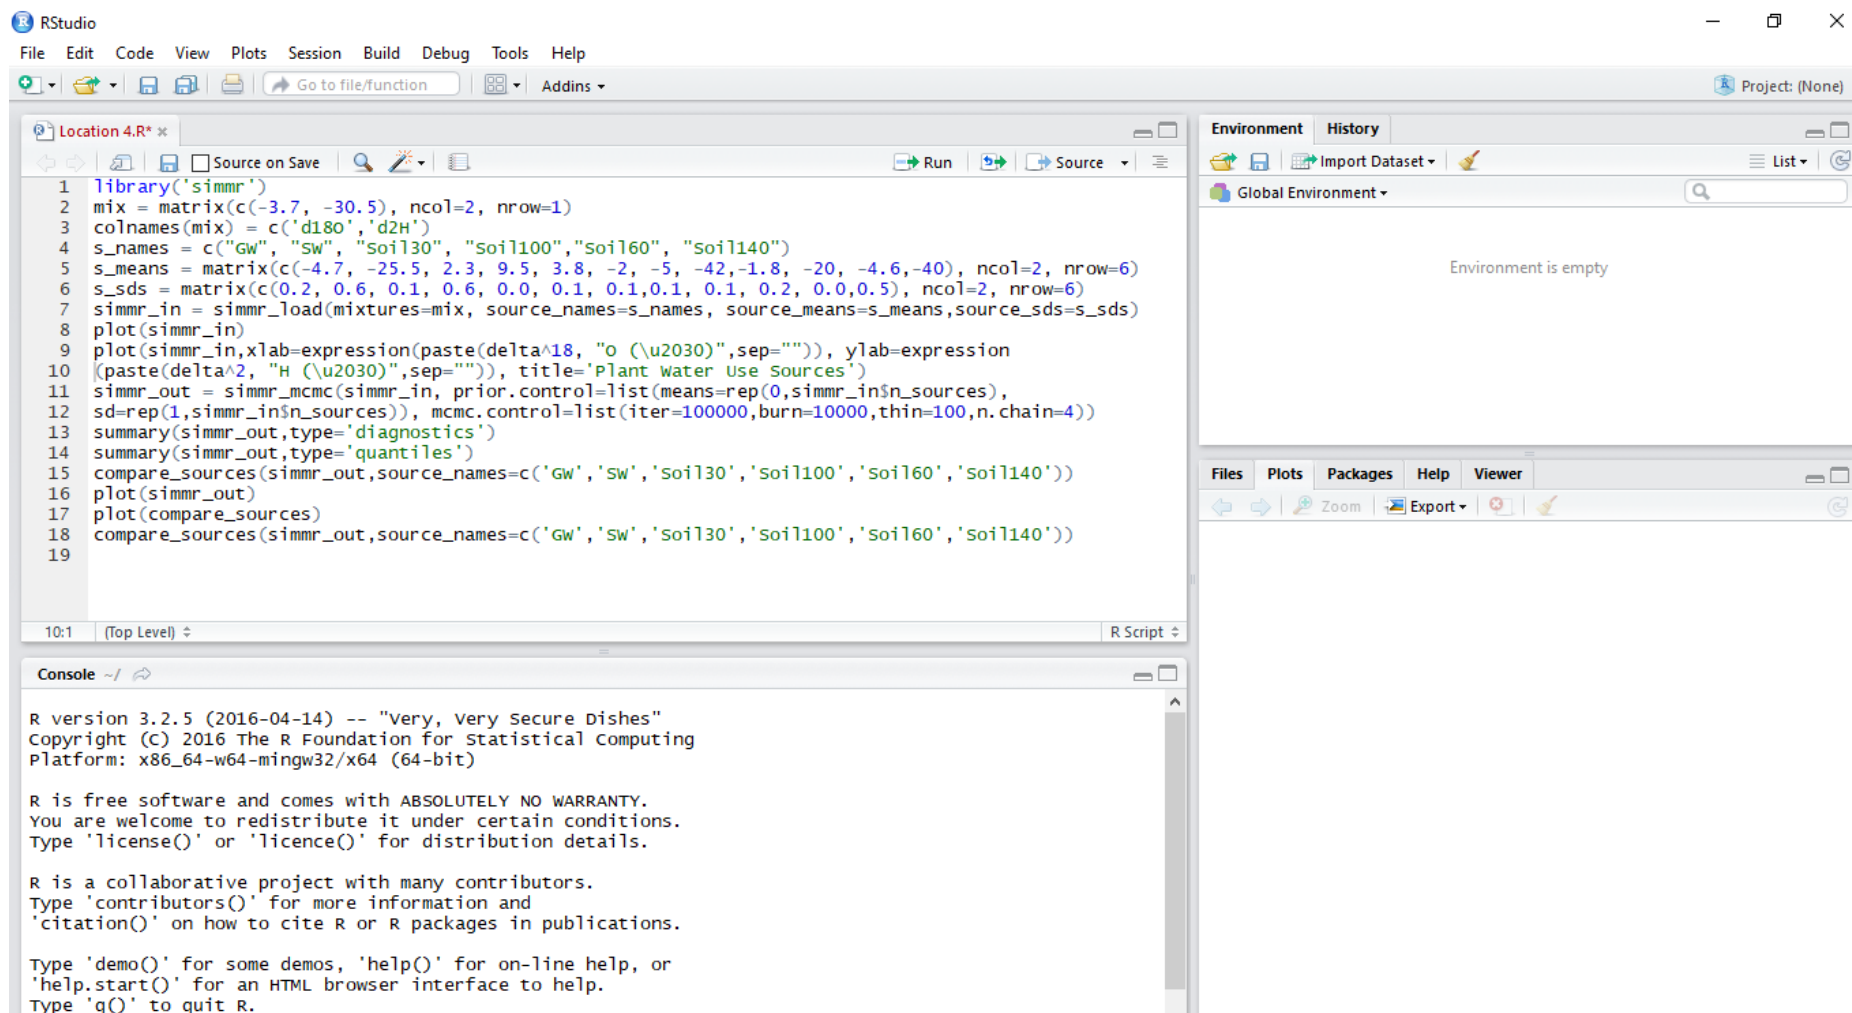 RStudio
File Edit Code View Plots Session Build Debug Tools Help
Go to file/function Addins Project: (None)
Location 4.R*
Source on Save Run Source
1 library('simmr')
2 mix = matrix(c(-3.7, -30.5), ncol=2, nrow=1)
3 colnames(mix) = c('d18O','d2H')
4 s_names = c("GW", "SW", "Soil30", "Soil100","Soil60", "Soil140")
5 s_means = matrix(c(-4.7, -25.5, 2.3, 9.5, 3.8, -2, -5, -42,-1.8, -20, -4.6,-40), ncol=2, nrow=6)
6 s_sds = matrix(c(0.2, 0.6, 0.1, 0.6, 0.0, 0.1, 0.1,0.1, 0.1, 0.2, 0.0,0.5), ncol=2, nrow=6)
7 simmr_in = simmr_load(mixtures=mix, source_names=s_names, source_means=s_means,source_sds=s_sds)
8 plot(simmr_in)
9 plot(simmr_in,xlab=expression(paste(delta^18, "O (\u2030)",sep="")), ylab=expression
10 (paste(delta^2, "H (\u2030)",sep="")), title='Plant Water Use Sources')
11 simmr_out = simmr_mcmc(simmr_in, prior.control=list(means=rep(0,simmr_in$n_sources),
12 sd=rep(1,simmr_in$n_sources)), mcmc.control=list(iter=100000,burn=10000,thin=100,n.chain=4))
13 summary(simmr_out,type='diagnostics')
14 summary(simmr_out,type='quantiles')
15 compare_sources(simmr_out,source_names=c('GW','SW','Soil30','Soil100','Soil60','Soil140'))
16 plot(simmr_out)
17 plot(compare_sources)
18 compare_sources(simmr_out,source_names=c('GW','SW','Soil30','Soil100','Soil60','Soil140'))
19
10:1 (Top Level) R Script
Console ~/
R version 3.2.5 (2016-04-14) -- "Very, Very Secure Dishes"
Copyright (C) 2016 The R Foundation for Statistical Computing
Platform: x86_64-w64-mingw32/x64 (64-bit)
R is free software and comes with ABSOLUTELY NO WARRANTY.
You are welcome to redistribute it under certain conditions.
Type 'license()' or 'licence()' for distribution details.
R is a collaborative project with many contributors.
Type 'contributors()' for more information and
'citation()' on how to cite R or R packages in publications.
Type 'demo()' for some demos, 'help()' for on-line help, or
'help.start()' for an HTML browser interface to help.
Type 'q()' to quit R.
Environment History
Import Dataset List
Global Environment
Environment is empty
Files Plots Packages Help Viewer
Zoom Export